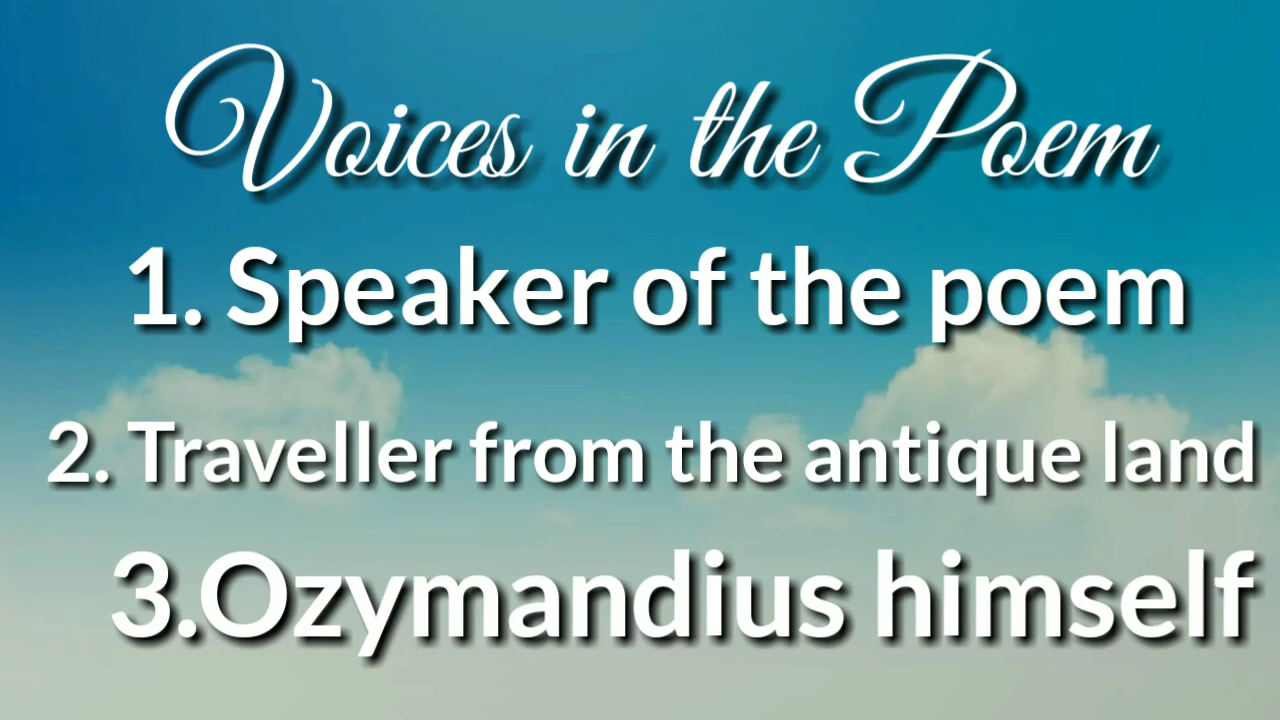 Voices in the Poem
1. Speaker of the poem
2. Traveller from the antique land
3.Ozymandius himself